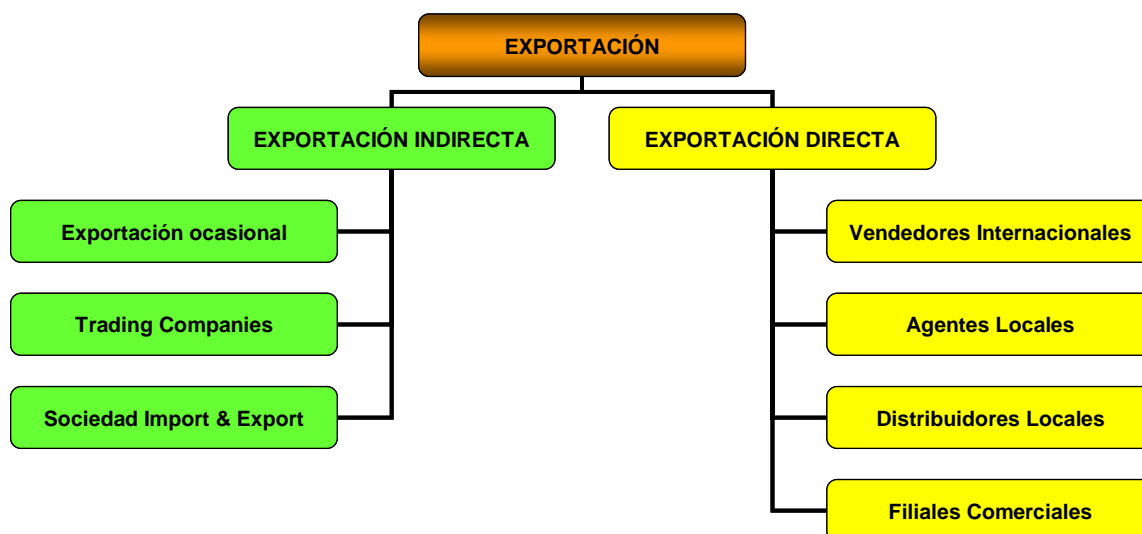 EXPORTACIÓN
EXPORTACIÓN INDIRECTA
EXPORTACIÓN DIRECTA
Exportación ocasional
Vendedores Internacionales
Trading Companies
Agentes Locales
Sociedad Import & Export
Distribuidores Locales
Filiales Comerciales